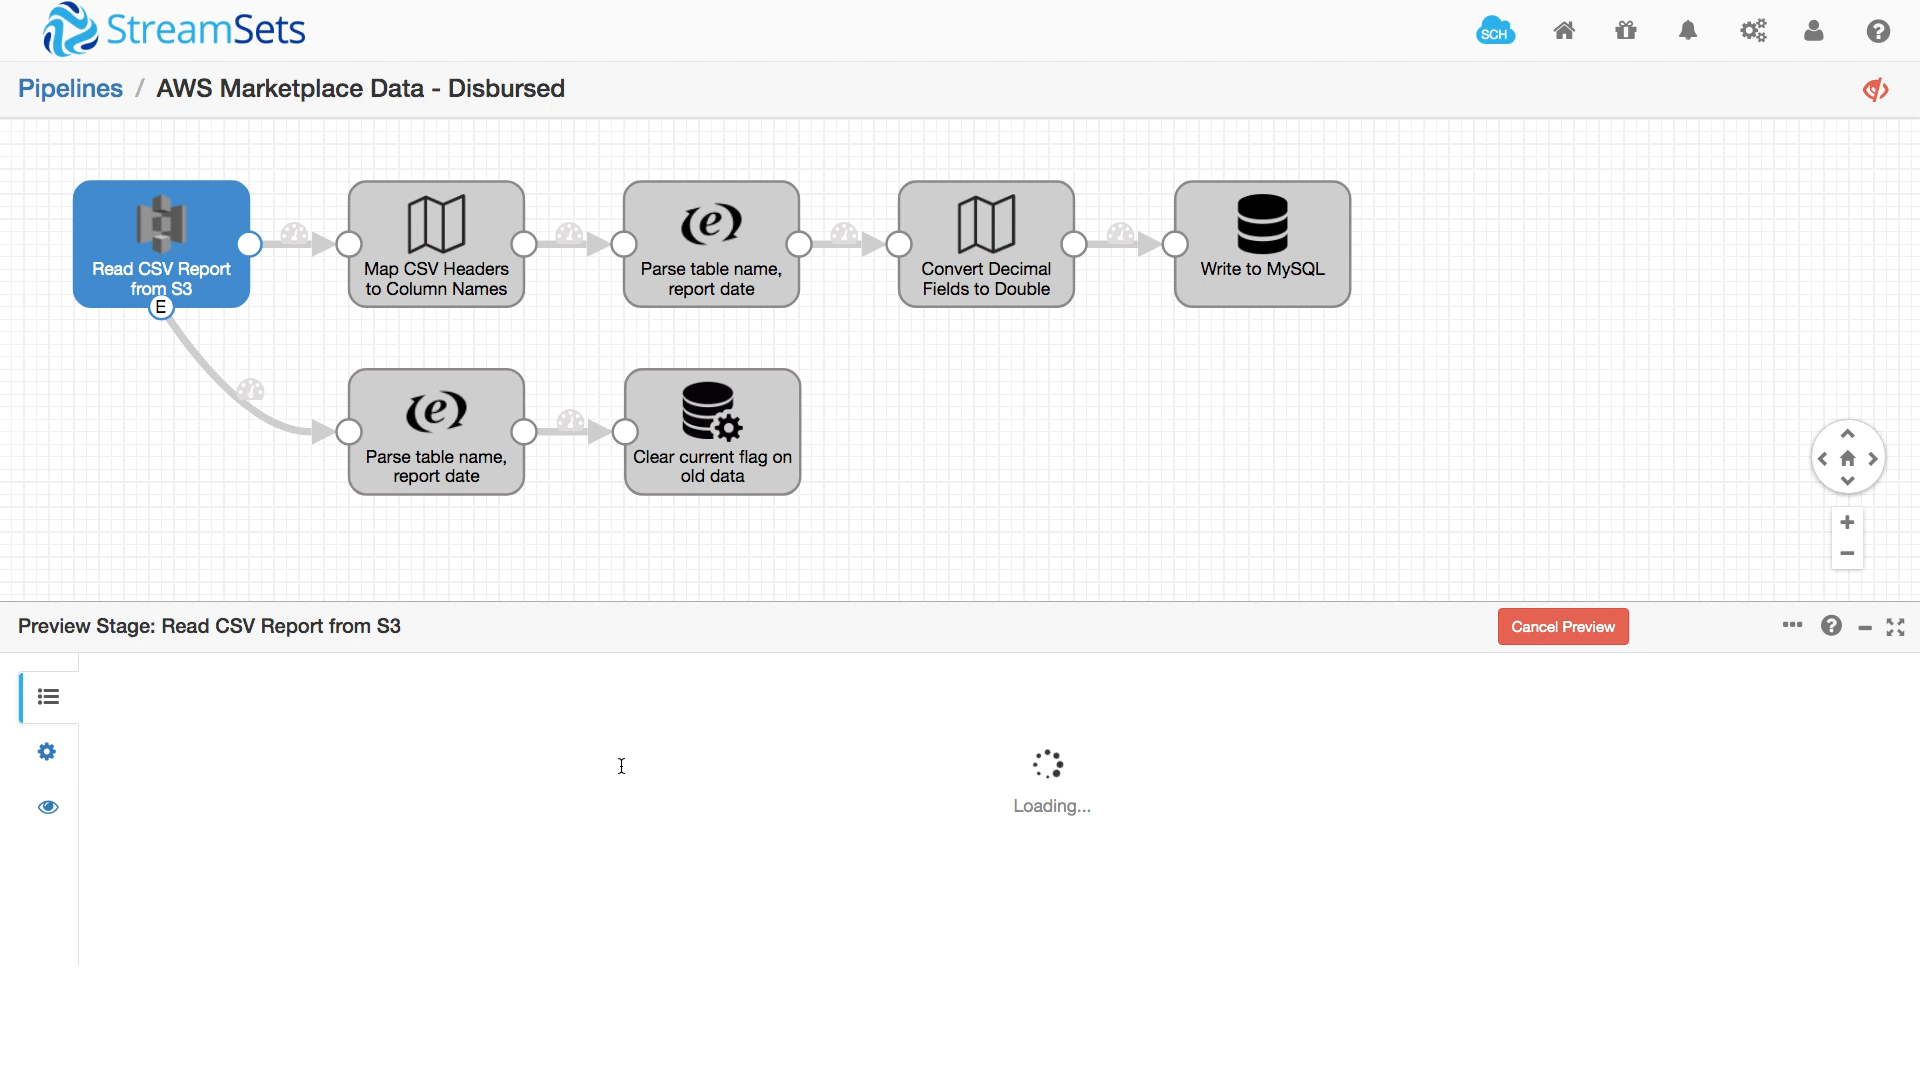 StreamSets
SCH
Pipelines / AWS Marketplace Data - Disbursed
Read CSV Report
from S3
E
Map CSV Headers
to Column Names
(e)
Parse table name,
report date
Convert Decimal
Fields to Double
Write to MySQL
(e)
Parse table name,
report date
Clear current flag on
old data
Preview Stage: Read CSV Report from S3
Cancel Preview
Loading...